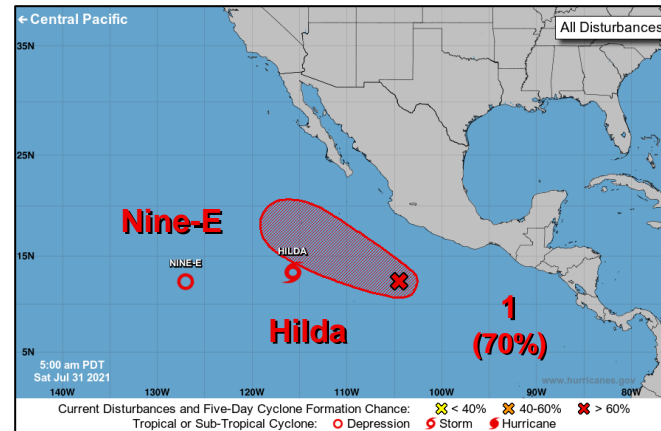 ← Central Pacific
All Disturbances
35N
25N
Nine-E
15N
NINE-E
HILDA
Hilda
1
(70%)
5N
5:00 am PDT
Sat Jul 31 2021
www.hurricanes.gov
140W 130W 120W 110W 100W 90W 80W
Current Disturbances and Five-Day Cyclone Formation Chance: < 40% 40-60% > 60%
Tropical or Sub-Tropical Cyclone: Depression Storm Hurricane